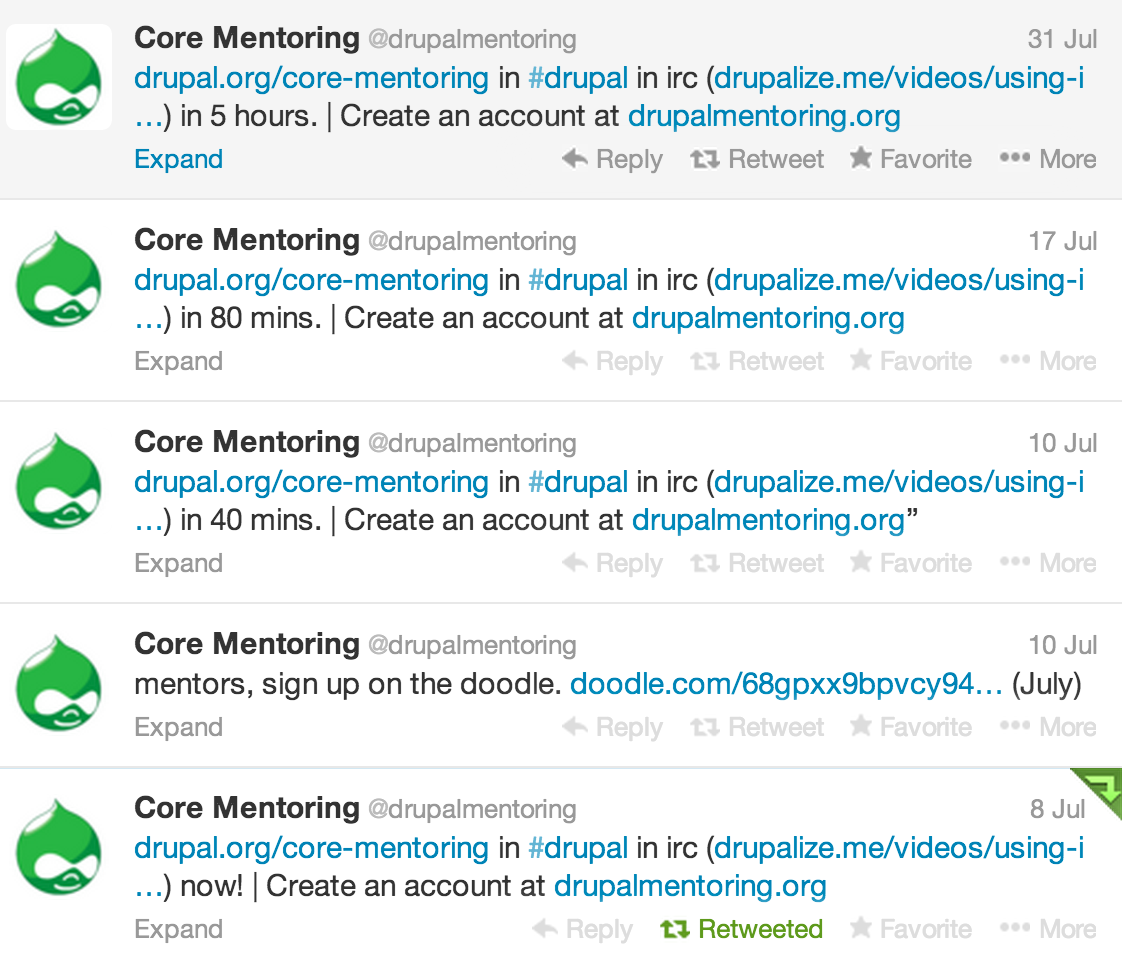 Core Mentoring @drupalmentoring 31 Jul
drupal.org/core-mentoring in #drupal in irc (drupalize.me/videos/using-i
…) in 5 hours. | Create an account at drupalmentoring.org
Expand Reply Retweet Favorite More
Core Mentoring @drupalmentoring 17 Jul
drupal.org/core-mentoring in #drupal in irc (drupalize.me/videos/using-i
…) in 80 mins. | Create an account at drupalmentoring.org
Expand Reply Retweet Favorite More
Core Mentoring @drupalmentoring 10 Jul
drupal.org/core-mentoring in #drupal in irc (drupalize.me/videos/using-i
…) in 40 mins. | Create an account at drupalmentoring.org”
Expand Reply Retweet Favorite More
Core Mentoring @drupalmentoring 10 Jul
mentors, sign up on the doodle. doodle.com/68gpxx9bpvcy94… (July)
Expand Reply Retweet Favorite More
Core Mentoring @drupalmentoring 8 Jul
drupal.org/core-mentoring in #drupal in irc (drupalize.me/videos/using-i
…) now! | Create an account at drupalmentoring.org
Expand Reply Retweeted Favorite More